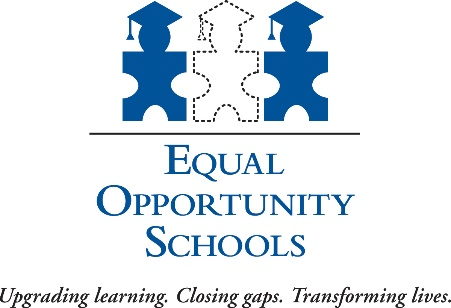 Equal
Opportunity
Schools
Upgrading learning. Closing gaps. Transforming lives.